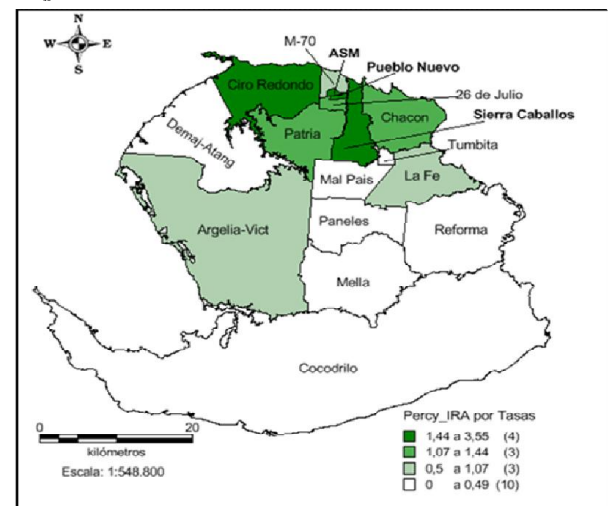 N
W E
S
M-70
ASM
Pueblo Nuevo
Ciro Redondo
26 de Julio
Chacon
Sierra Caballos
Demaj-Atang
Patria
Tumbita
Mal Pais
La Fe
Argelia-Vict
Paneles
Reforma
Mella
Cocodrilo
Percy_IRA por Tasas
1,44 a 3,55 (4)
1,07 a 1,44 (3)
0,5 a 1,07 (3)
0 a 0,49 (10)
0 20
kilómetros
Escala: 1:548.800